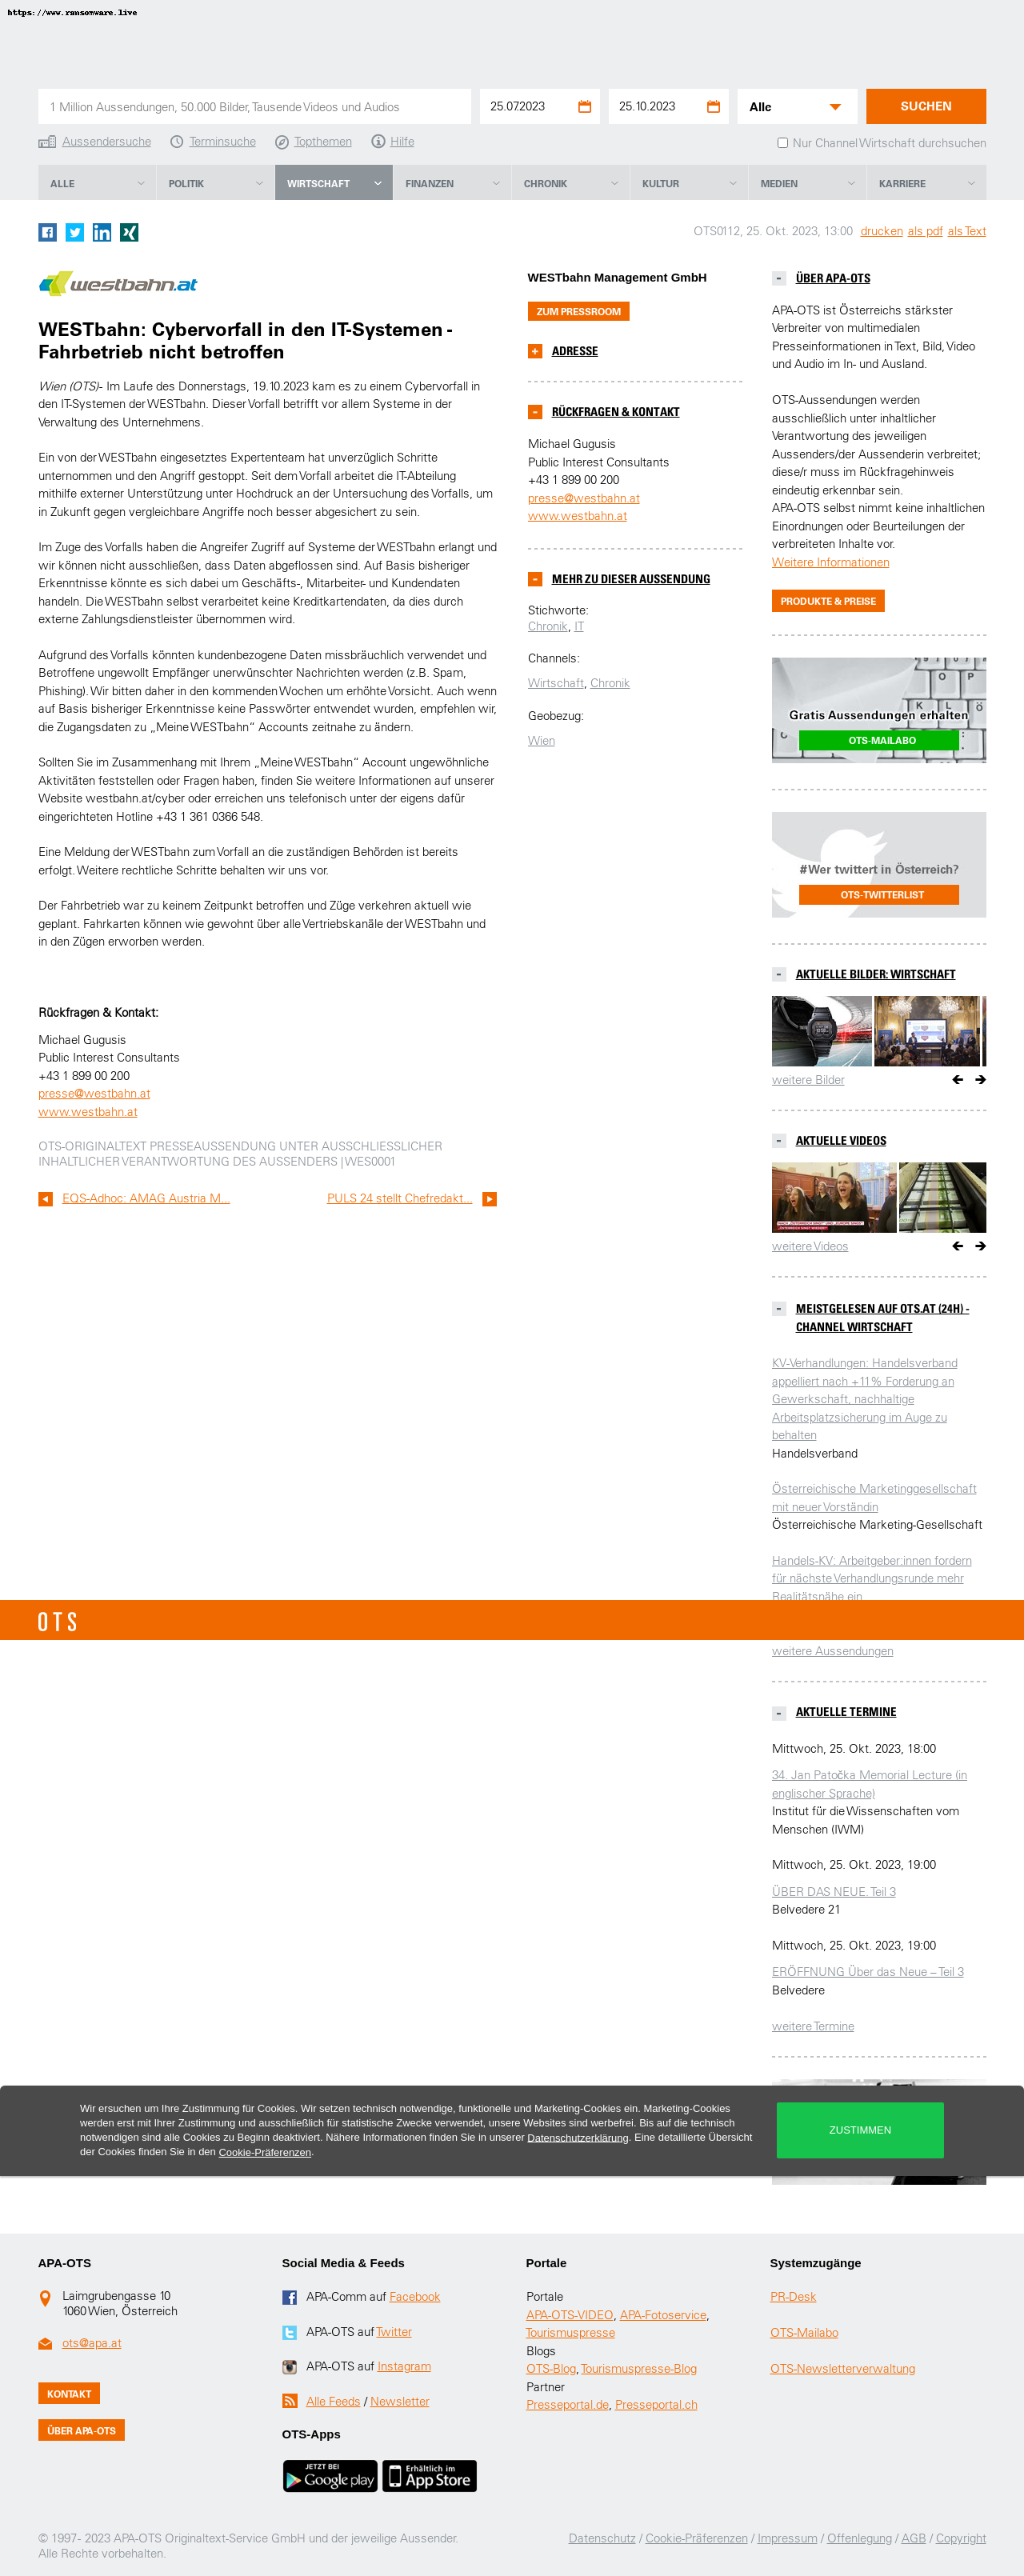 https://www.ransomware.live
1 Million Aussendungen, 50.000 Bilder, Tausende Videos und Audios
25.07.2023
25.10.2023
Alle
SUCHEN
Aussendersuche
Terminsuche
Topthemen
Hilfe
Nur Channel Wirtschaft durchsuchen
ALLE
POLITIK
WIRTSCHAFT
FINANZEN
CHRONIK
KULTUR
MEDIEN
KARRIERE
OTS0112, 25. Okt. 2023, 13:00 drucken als pdf als Text
westbahn.at
WESTbahn: Cybervorfall in den IT-Systemen -
Fahrbetrieb nicht betroffen
Wien (OTS)- Im Laufe des Donnerstags, 19.10.2023 kam es zu einem Cybervorfall in
den IT-Systemen der WESTbahn. Dieser Vorfall betrifft vor allem Systeme in der
Verwaltung des Unternehmens.
Ein von der WESTbahn eingesetztes Expertenteam hat unverzüglich Schritte
unternommen und den Angriff gestoppt. Seit dem Vorfall arbeitet die IT-Abteilung
mithilfe externer Unterstützung unter Hochdruck an der Untersuchung des Vorfalls, um
in Zukunft gegen vergleichbare Angriffe noch besser abgesichert zu sein.
Im Zuge des Vorfalls haben die Angreifer Zugriff auf Systeme der WESTbahn erlangt und
wir können nicht ausschließen, dass Daten abgeflossen sind. Auf Basis bisheriger
Erkenntnisse könnte es sich dabei um Geschäfts-, Mitarbeiter- und Kundendaten
handeln. Die WESTbahn selbst verarbeitet keine Kreditkartendaten, da dies durch
externe Zahlungsdienstleister übernommen wird.
Aufgrund des Vorfalls könnten kundenbezogene Daten missbräuchlich verwendet und
Betroffene ungewollt Empfänger unerwünschter Nachrichten werden (z.B. Spam,
Phishing). Wir bitten daher in den kommenden Wochen um erhöhte Vorsicht. Auch wenn
auf Basis bisheriger Erkenntnisse kein Passwörter entwendet wurden, empfehlen wir,
die Zugangsdaten zu „Meine WESTbahn“ Accounts zeitnahe zu ändern.
Sollten Sie im Zusammenhang mit Ihrem „Meine WESTbahn“ Account ungewöhnliche
Aktivitäten feststellen oder Fragen haben, finden Sie weitere Informationen auf unserer
Website westbahn.at/cyber oder erreichen uns telefonisch unter der eigens dafür
eingerichteten Hotline +43 1 361 0366 548.
Eine Meldung der WESTbahn zum Vorfall an die zuständigen Behörden ist bereits
erfolgt. Weitere rechtliche Schritte behalten wir uns vor.
Der Fahrbetrieb war zu keinem Zeitpunkt betroffen und Züge verkehren aktuell wie
geplant. Fahrkarten können wie gewohnt über alle Vertriebskanäle der WESTbahn und
in den Zügen erworben werden.
Rückfragen & Kontakt:
Michael Gugusis
Public Interest Consultants
+43 1 899 00 200
presse@westbahn.at
www.westbahn.at
OTS-ORIGINALTEXT PRESSEAUSSENDUNG UNTER AUSSCHLIESSLICHER
INHALTLICHER VERANTWORTUNG DES AUSSENDERS | WES0001
EQS-Adhoc: AMAG Austria M...
PULS 24 stellt Chefredakt...
WESTbahn Management GmbH
ZUM PRESSROOM
+ ADRESSE
- RÜCKFRAGEN & KONTAKT
Michael Gugusis
Public Interest Consultants
+43 1 899 00 200
presse@westbahn.at
www.westbahn.at
- MEHR ZU DIESER AUSSENDUNG
Stichworte:
Chronik, IT
Channels:
Wirtschaft, Chronik
Geobezug:
Wien
- ÜBER APA-OTS
APA-OTS ist Österreichs stärkster
Verbreiter von multimedialen
Presseinformationen in Text, Bild, Video
und Audio im In- und Ausland.
OTS-Aussendungen werden
ausschließlich unter inhaltlicher
Verantwortung des jeweiligen
Aussenders/der Aussenderin verbreitet;
diese/r muss im Rückfragehinweis
eindeutig erkennbar sein.
APA-OTS selbst nimmt keine inhaltlichen
Einordnungen oder Beurteilungen der
verbreiteten Inhalte vor.
Weitere Informationen
PRODUKTE & PREISE
Gratis Aussendungen erhalten
OTS-MAILABO
#Wer twittert in Österreich?
OTS-TWITTERLIST
- AKTUELLE BILDER: WIRTSCHAFT
weitere Bilder
- AKTUELLE VIDEOS
weitere Videos
- MEISTGELESEN AUF OTS.AT (24H) -
CHANNEL WIRTSCHAFT
KV-Verhandlungen: Handelsverband
appelliert nach +11% Forderung an
Gewerkschaft, nachhaltige
Arbeitsplatzsicherung im Auge zu
behalten
Handelsverband
Österreichische Marketinggesellschaft
mit neuer Vorständin
Österreichische Marketing-Gesellschaft
Handels-KV: Arbeitgeber:innen fordern
für nächste Verhandlungsrunde mehr
Realitätsnähe ein
OTS
weitere Aussendungen
- AKTUELLE TERMINE
Mittwoch, 25. Okt. 2023, 18:00
34. Jan Patočka Memorial Lecture (in
englischer Sprache)
Institut für die Wissenschaften vom
Menschen (IWM)
Mittwoch, 25. Okt. 2023, 19:00
ÜBER DAS NEUE. Teil 3
Belvedere 21
Mittwoch, 25. Okt. 2023, 19:00
ERÖFFNUNG Über das Neue – Teil 3
Belvedere
weitere Termine
Wir ersuchen um Ihre Zustimmung für Cookies. Wir setzen technisch notwendige, funktionelle und Marketing-Cookies ein. Marketing-Cookies
werden erst mit Ihrer Zustimmung und ausschließlich für statistische Zwecke verwendet, unsere Websites sind werbefrei. Bis auf die technisch
notwendigen sind alle Cookies zu Beginn deaktiviert. Nähere Informationen finden Sie in unserer Datenschutzerklärung. Eine detaillierte Übersicht
der Cookies finden Sie in den Cookie-Präferenzen.
ZUSTIMMEN
APA-OTS
Laimgrubengasse 10
1060 Wien, Österreich
ots@apa.at
KONTAKT
ÜBER APA-OTS
Social Media & Feeds
APA-Comm auf Facebook
APA-OTS auf Twitter
APA-OTS auf Instagram
Alle Feeds / Newsletter
OTS-Apps
JETZT BEI
Google play
Erhältlich im
App Store
Portale
Portale
APA-OTS-VIDEO, APA-Fotoservice,
Tourismuspresse
Blogs
OTS-Blog, Tourismuspresse-Blog
Partner
Presseportal.de, Presseportal.ch
Systemzugänge
PR-Desk
OTS-Mailabo
OTS-Newsletterverwaltung
© 1997- 2023 APA-OTS Originaltext-Service GmbH und der jeweilige Aussender.
Alle Rechte vorbehalten.
Datenschutz / Cookie-Präferenzen / Impressum / Offenlegung / AGB / Copyright